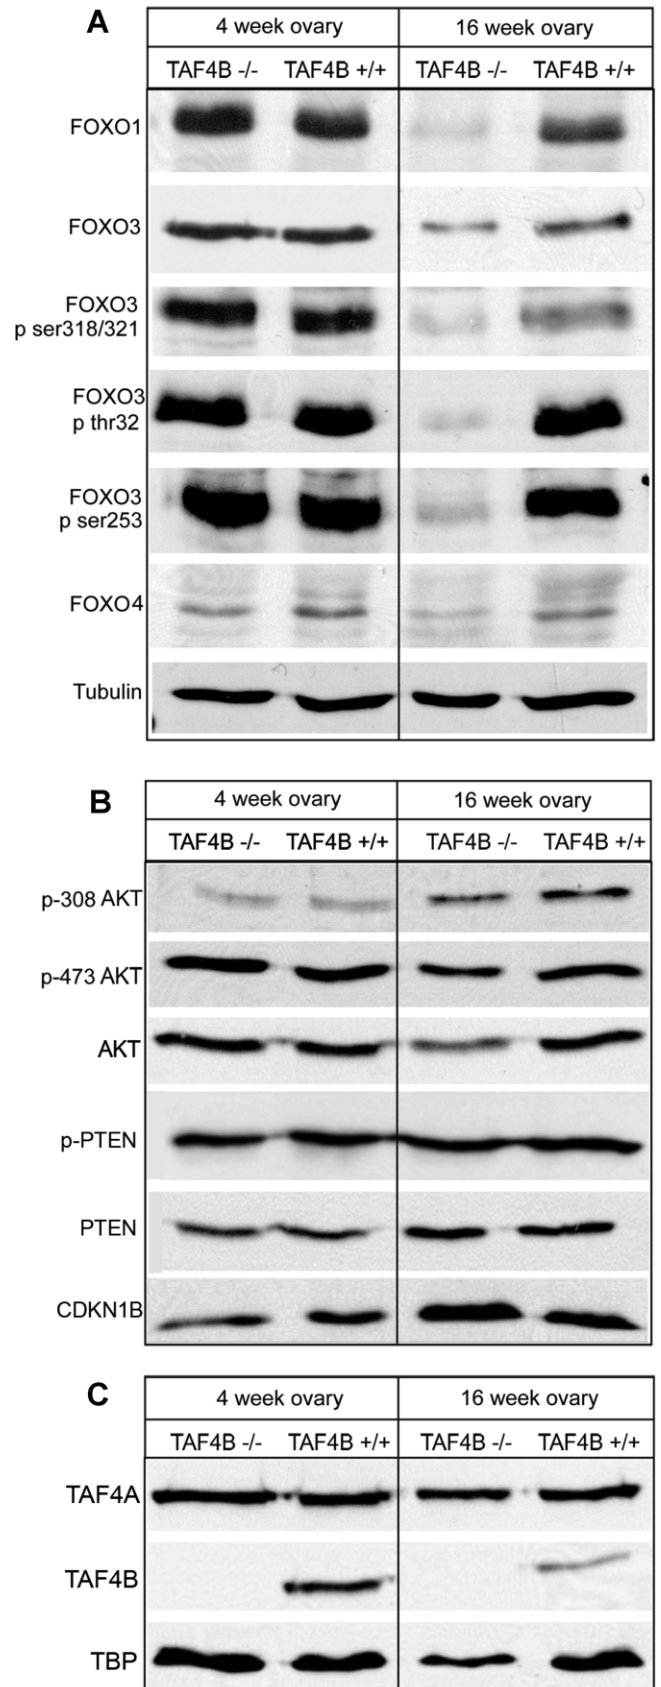 A
4 week ovary 16 week ovary
TAF4B -/- TAF4B +/+ TAF4B -/- TAF4B +/+
FOXO1
FOXO3
FOXO3
p ser318/321
FOXO3
p thr32
FOXO3
p ser253
FOXO4
Tubulin
B
4 week ovary 16 week ovary
TAF4B -/- TAF4B +/+ TAF4B -/- TAF4B +/+
p-308 AKT
p-473 AKT
AKT
p-PTEN
PTEN
CDKN1B
C
4 week ovary 16 week ovary
TAF4B -/- TAF4B +/+ TAF4B -/- TAF4B +/+
TAF4A
TAF4B
TBP